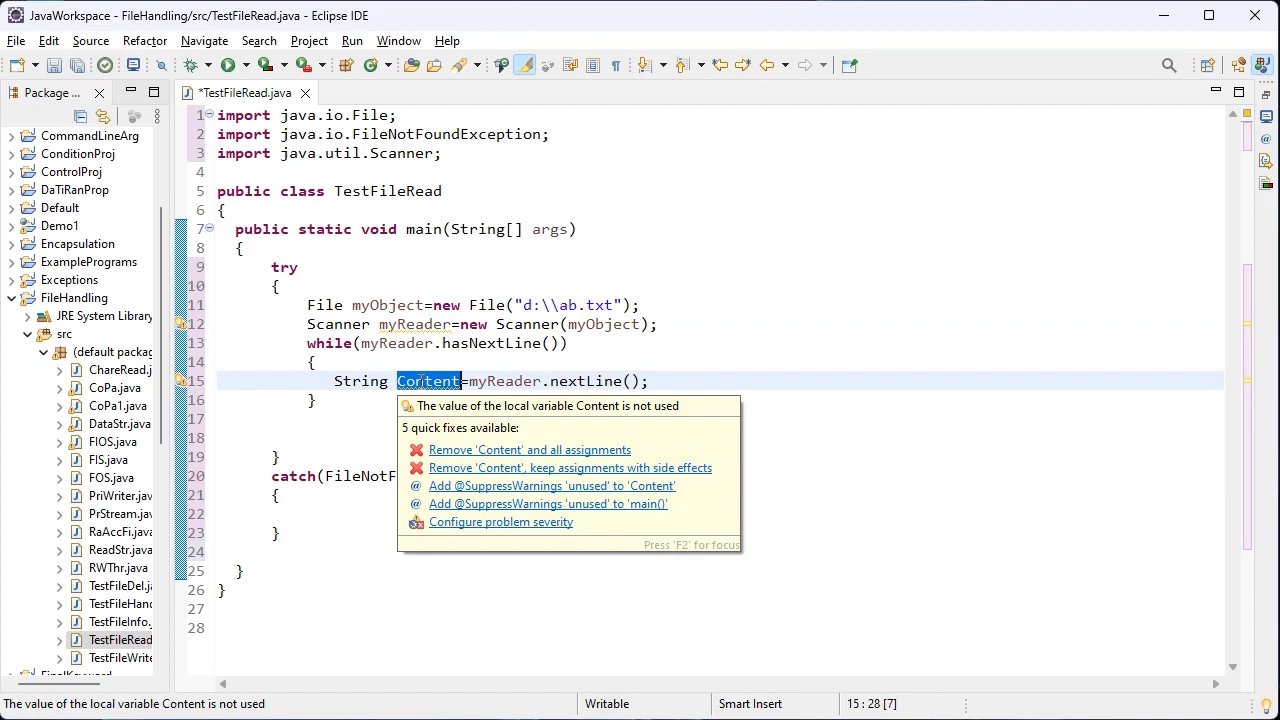 JavaWorkspace - FileHandling/src/TestFileRead.java - Eclipse IDE
File Edit Source Refactor Navigate Search Project Run Window Help
Package ...
*TestFileRead.java
CommandLineArg
ConditionProj
ControlProj
DaTiRanProp
Default
Demo1
Encapsulation
ExamplePrograms
Exceptions
FileHandling
JRE System Library
src
(default packag
ChareRead.j
CoPa.java
CoPa1.java
DataStr.java
FIOS.java
FIS.java
FOS.java
PriWriter.java
PrStream.jav
RaAccFi.java
ReadStr.java
RWThr.java
TestFileDel.ja
TestFileHand
TestFileInfo.j
TestFileRead
TestFileWrite
FinalKeyword
1 import java.io.File;
2 import java.io.FileNotFoundException;
3 import java.util.Scanner;
4
5 public class TestFileRead
6 {
7 public static void main(String[] args)
8 {
9 try
10 {
11 File myObject=new File("d:\\ab.txt");
12 Scanner myReader=new Scanner(myObject);
13 while(myReader.hasNextLine())
14 {
15 String Content=myReader.nextLine();
16 }
17
18
19 }
20 catch(FileNotF
21 {
22
23 }
24
25 }
26 }
27
28
The value of the local variable Content is not used
5 quick fixes available:
Remove 'Content' and all assignments
Remove 'Content', keep assignments with side effects
@ Add @SuppressWarnings 'unused' to 'Content'
@ Add @SuppressWarnings 'unused' to 'main()'
Configure problem severity
Press 'F2' for focus
The value of the local variable Content is not used
Writable
Smart Insert
15 : 28 [7]